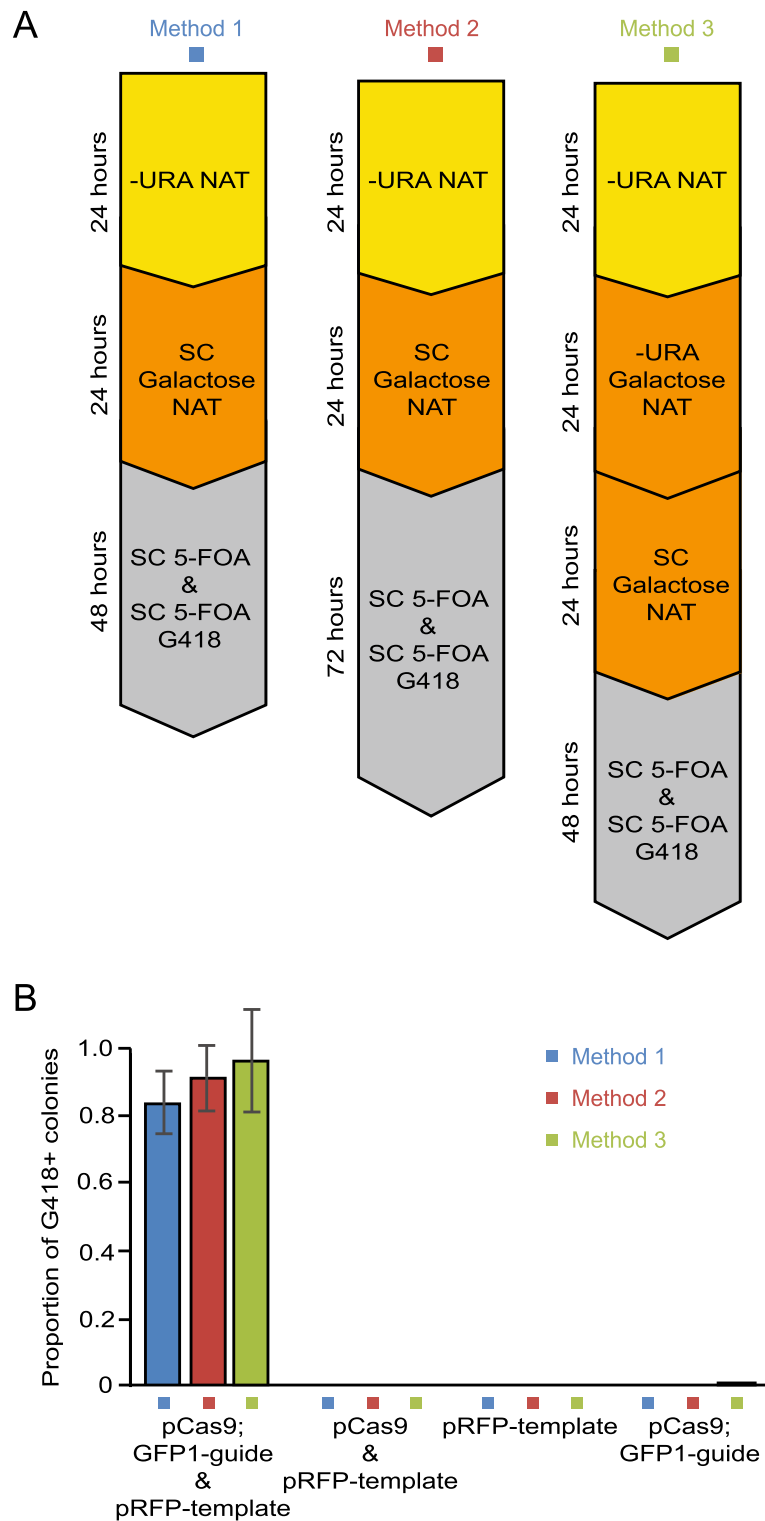 A
Method 1
Method 2
Method 3
24 hours
-URA NAT
24 hours
SC
Galactose
NAT
48 hours
SC 5-FOA
&
SC 5-FOA
G418
24 hours
-URA NAT
24 hours
SC
Galactose
NAT
72 hours
SC 5-FOA
&
SC 5-FOA
G418
24 hours
-URA NAT
24 hours
-URA
Galactose
NAT
24 hours
SC
Galactose
NAT
48 hours
SC 5-FOA
&
SC 5-FOA
G418
B
Proportion of G418+ colonies
1.0
0.8
0.6
0.4
0.2
0
Method 1
Method 2
Method 3
pCas9;
GFP1-guide
&
pRFP-template
pCas9
&
pRFP-template
pRFP-template
pCas9;
GFP1-guide